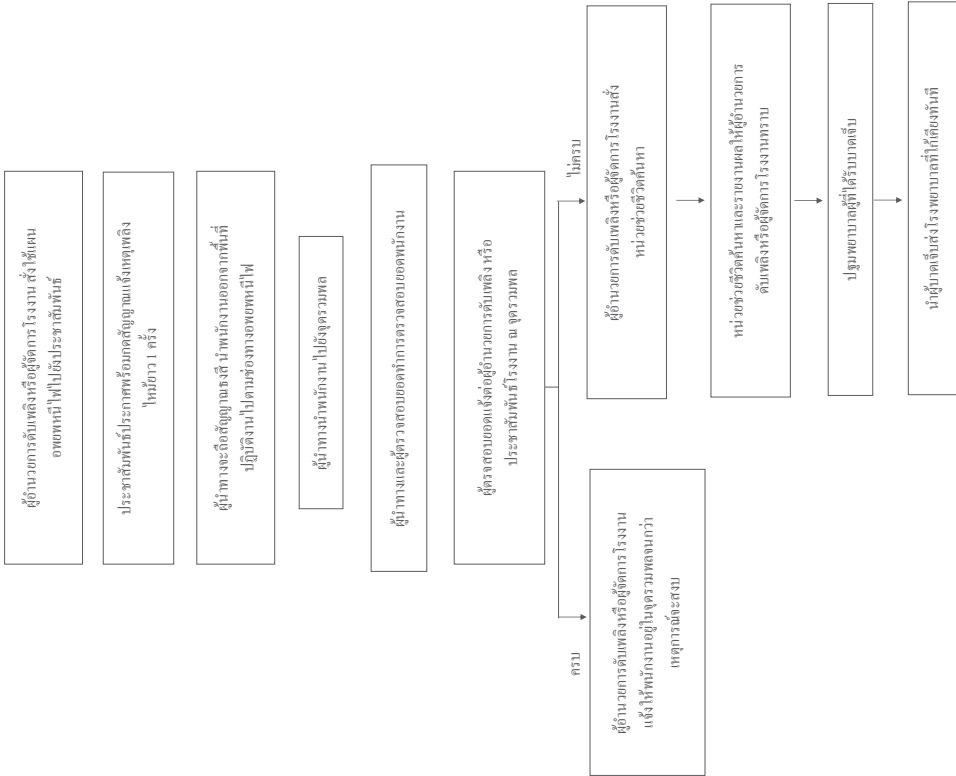 ผู้อำนวยการดับเพลิงหรือผู้จัดการโรงงาน สั่งใช้แผน
อพยพหนีไฟไปยังประชาสัมพันธ์
ประชาสัมพันธ์ประกาศพร้อมกดสัญญาณแจ้งเหตุเพลิง
ไหม้ยาว 1 ครั้ง
ผู้นำทางจะถือสัญญาณธงสี นำพนักงานออกจากพื้นที่
ปฏิบัติงานไปตามช่องทางอพยพหนีไฟ
ผู้นำทางนำพนักงานไปยังจุดรวมพล
ผู้นำทางและผู้ตรวจสอบยอดทำการตรวจสอบยอดพนักงาน
ผู้ตรวจสอบยอดแจ้งต่อผู้อำนวยการดับเพลิง หรือ
ประชาสัมพันธ์โรงงาน ณ จุดรวมพล
ครบ
ผู้อำนวยการดับเพลิงหรือผู้จัดการโรงงาน
แจ้งให้พนักงานอยู่ในจุดรวมพลจนกว่า
เหตุการณ์จะสงบ
ไม่ครบ
ผู้อำนวยการดับเพลิงหรือผู้จัดการโรงงานสั่ง
หน่วยช่วยชีวิตค้นหา
หน่วยช่วยชีวิตค้นหาและรายงานผลให้ผู้อำนวยการ
ดับเพลิงหรือผู้จัดการโรงงานทราบ
ปฐมพยาบาลผู้ที่ได้รับบาดเจ็บ
นำผู้บาดเจ็บส่งโรงพยาบาลที่ใกล้เคียงทันที